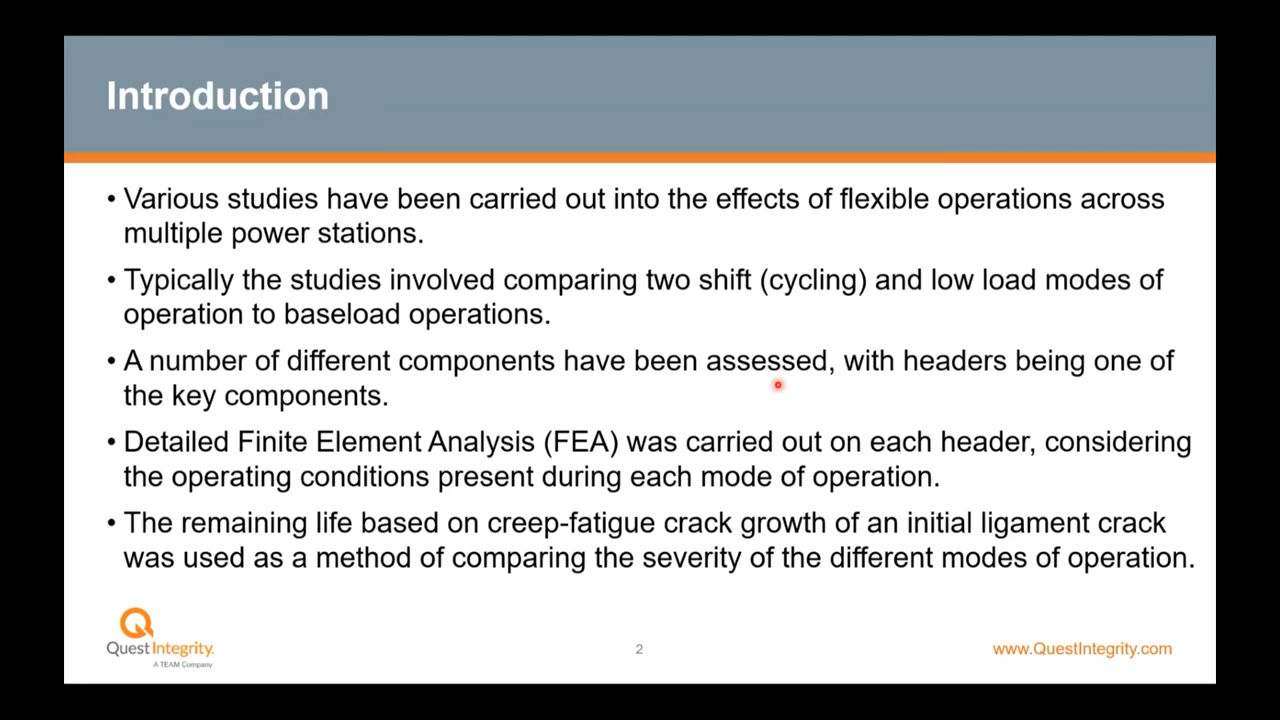 Introduction
• Various studies have been carried out into the effects of flexible operations across
multiple power stations.
• Typically the studies involved comparing two shift (cycling) and low load modes of
operation to baseload operations.
• A number of different components have been assessed, with headers being one of
the key components.
• Detailed Finite Element Analysis (FEA) was carried out on each header, considering
the operating conditions present during each mode of operation.
• The remaining life based on creep-fatigue crack growth of an initial ligament crack
was used as a method of comparing the severity of the different modes of operation.
QuestIntegrity.
A TEAM Company
2
www.QuestIntegrity.com